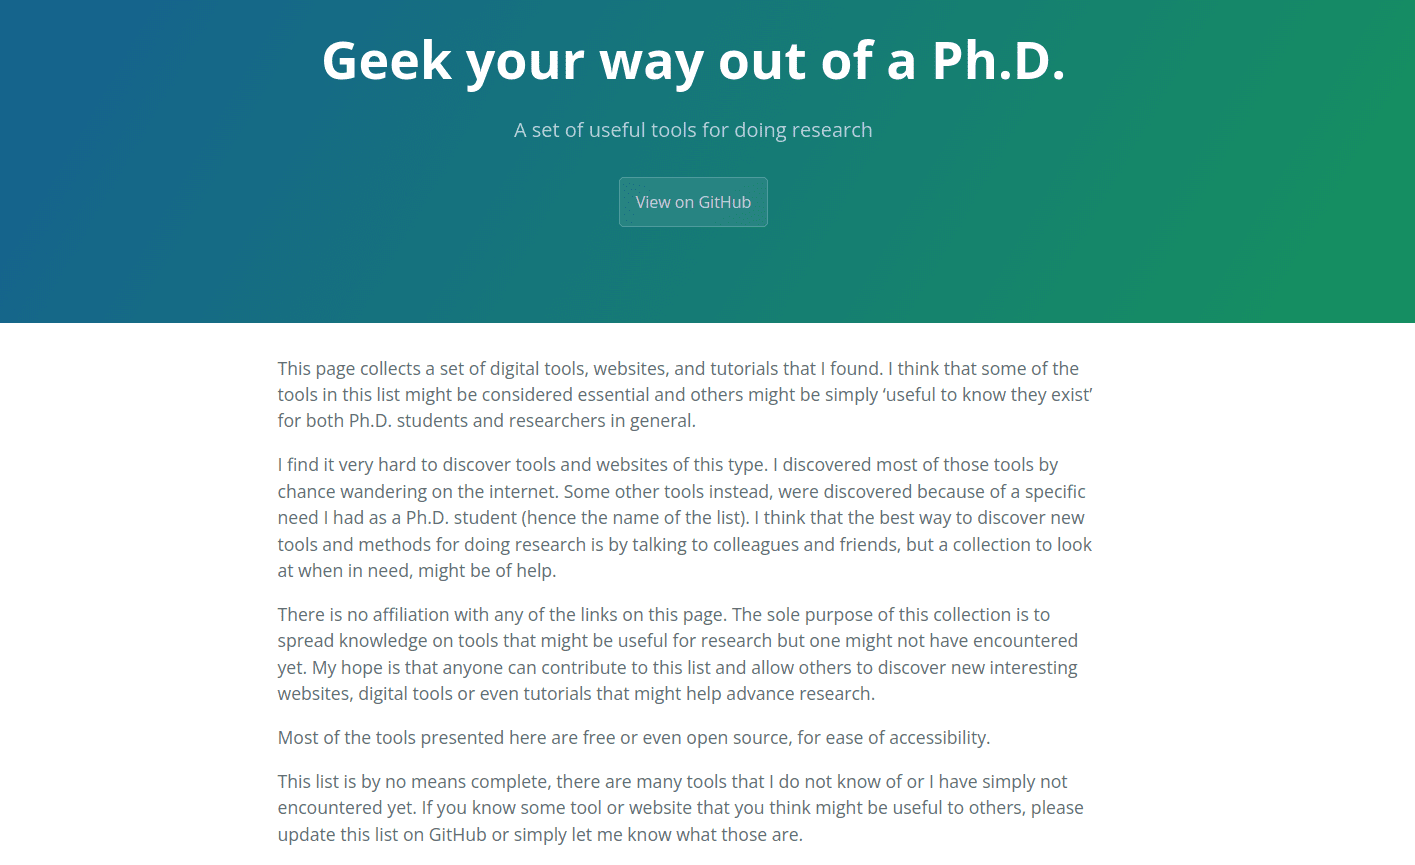 Geek your way out of a Ph.D.
A set of useful tools for doing research
View on GitHub
This page collects a set of digital tools, websites, and tutorials that I found. I think that some of the
tools in this list might be considered essential and others might be simply ‘useful to know they exist’
for both Ph.D. students and researchers in general.
I find it very hard to discover tools and websites of this type. I discovered most of those tools by
chance wandering on the internet. Some other tools instead, were discovered because of a specific
need I had as a Ph.D. student (hence the name of the list). I think that the best way to discover new
tools and methods for doing research is by talking to colleagues and friends, but a collection to look
at when in need, might be of help.
There is no affiliation with any of the links on this page. The sole purpose of this collection is to
spread knowledge on tools that might be useful for research but one might not have encountered
yet. My hope is that anyone can contribute to this list and allow others to discover new interesting
websites, digital tools or even tutorials that might help advance research.
Most of the tools presented here are free or even open source, for ease of accessibility.
This list is by no means complete, there are many tools that I do not know of or I have simply not
encountered yet. If you know some tool or website that you think might be useful to others, please
update this list on GitHub or simply let me know what those are.